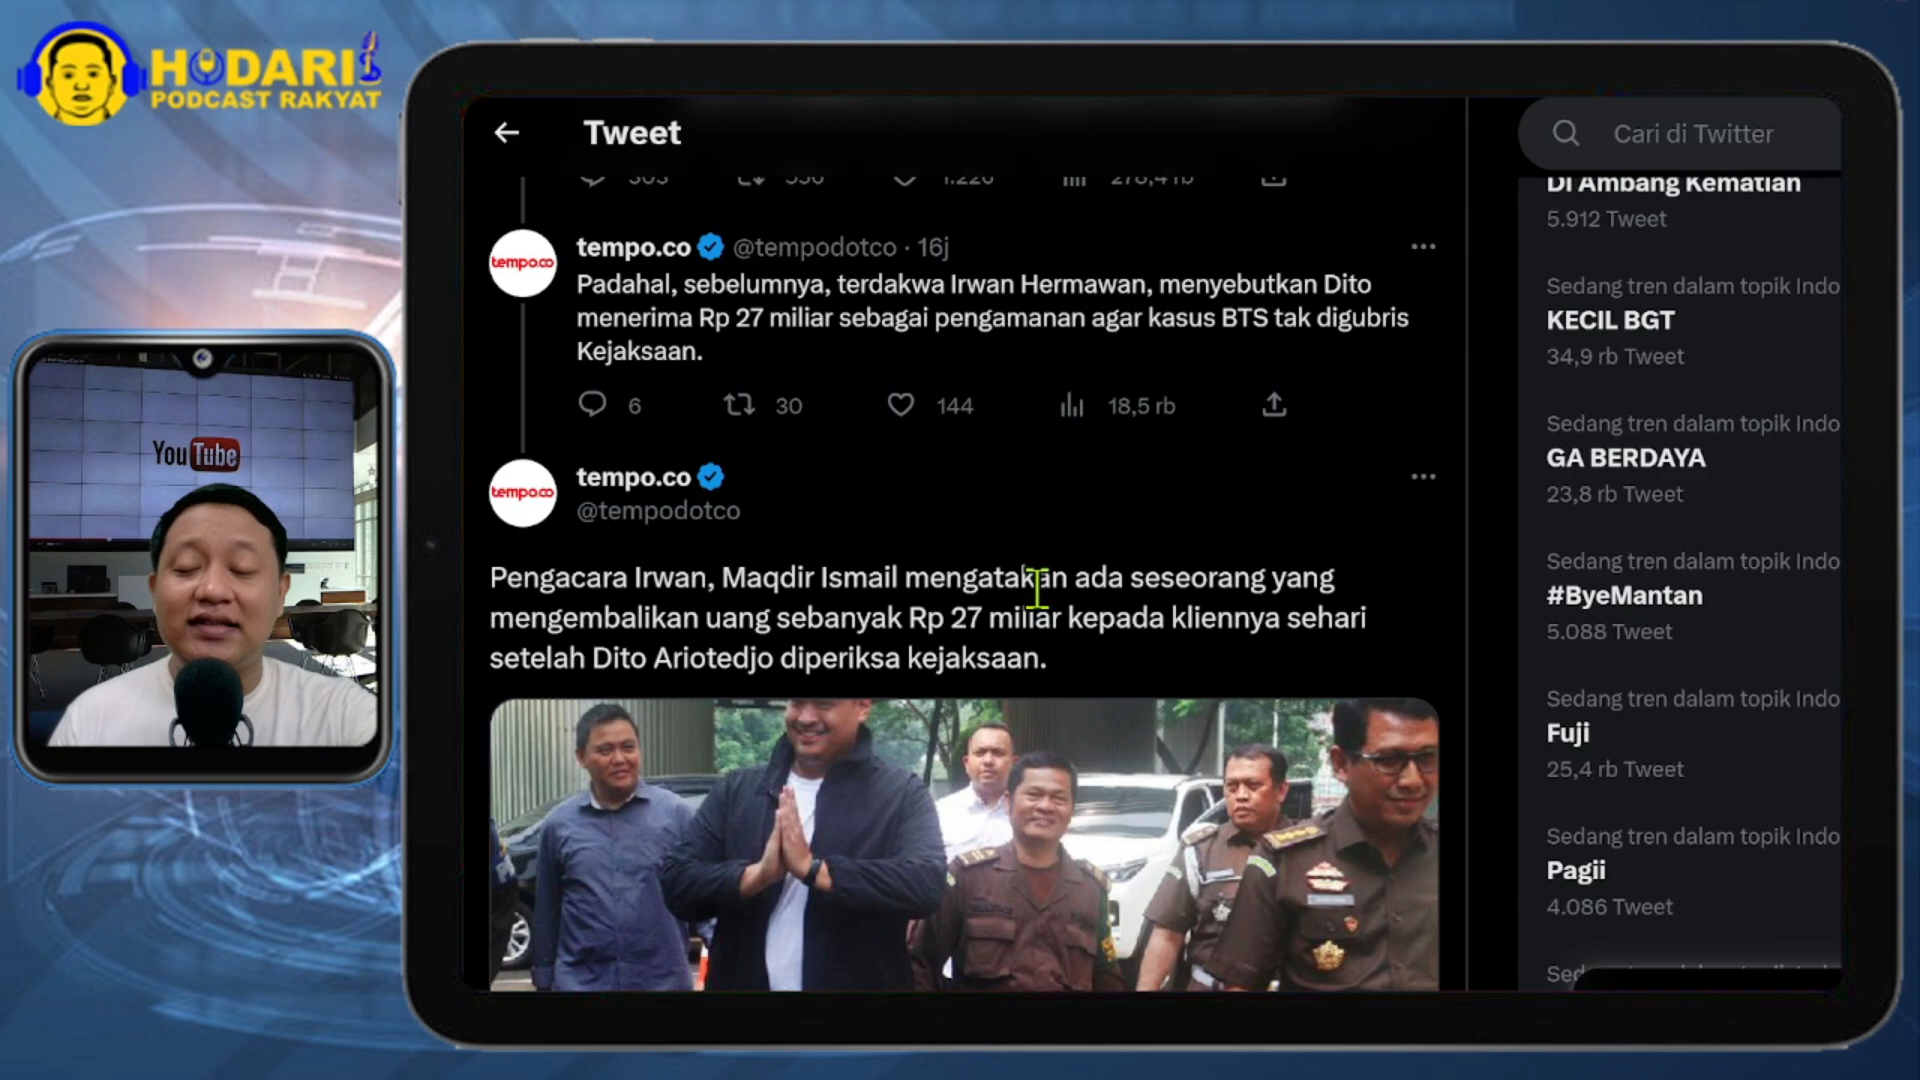 HODARI
PODCAST RAKYAT
YouTube
Tweet
Cari di Twitter
tempo.co @tempodotco · 16j
tempo.co
Padahal, sebelumnya, terdakwa Irwan Hermawan, menyebutkan Dito
menerima Rp 27 miliar sebagai pengamanan agar kasus BTS tak digubris
Kejaksaan.
6 30 144 18,5 rb
tempo.co
tempo.co
@tempodotco
Pengacara Irwan, Maqdir Ismail mengatakan ada seseorang yang
mengembalikan uang sebanyak Rp 27 miliar kepada kliennya sehari
setelah Dito Ariotedjo diperiksa kejaksaan.
Di Ambang Kematian
5.912 Tweet
Sedang tren dalam topik Indo
KECIL BGT
34,9 rb Tweet
Sedang tren dalam topik Indo
GA BERDAYA
23,8 rb Tweet
Sedang tren dalam topik Indo
#ByeMantan
5.088 Tweet
Sedang tren dalam topik Indo
Fuji
25,4 rb Tweet
Sedang tren dalam topik Indo
Pagii
4.086 Tweet